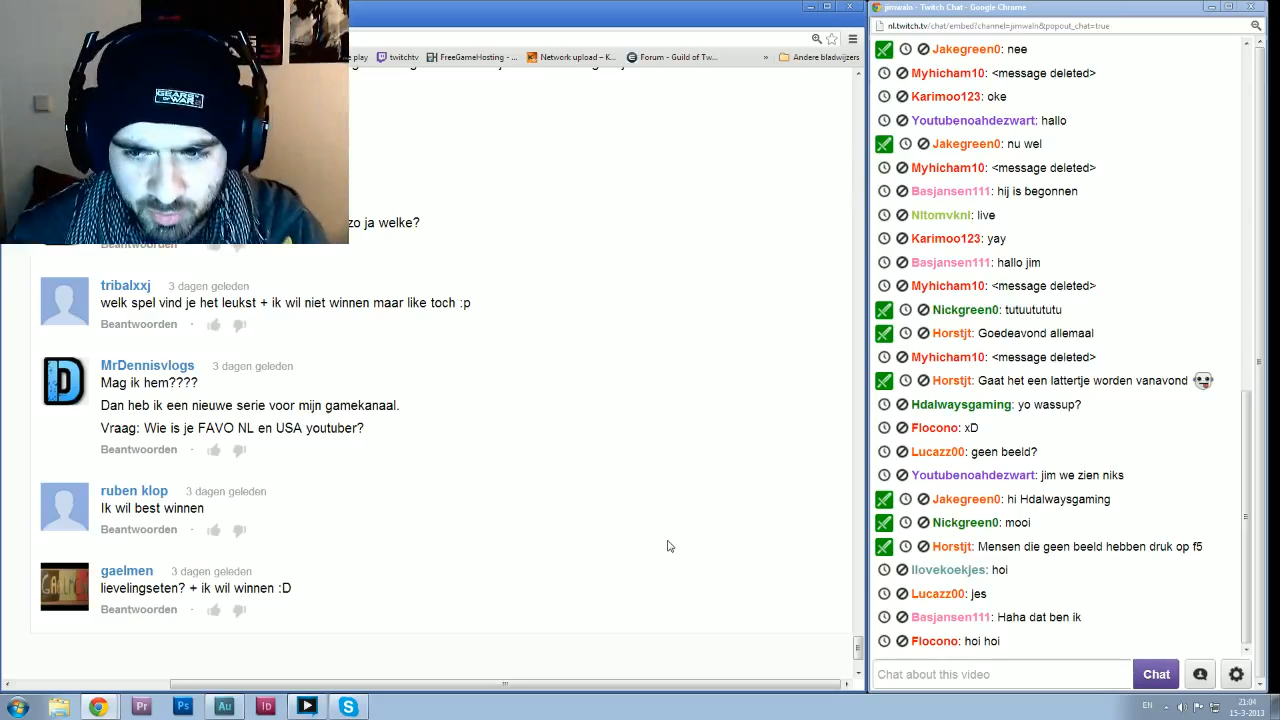 jimwaln - Twitch Chat - Google Chrome
nl.twitch.tv/chat/embed?channel=jimwaln&popout_chat=true
play
twitchtv
FreeGameHosting - ...
Network upload – K...
Forum - Guild of Tw...
»
Andere bladwijzers
GEARS OF WAR
zo ja welke?
Beantwoorden
tribalxxj 3 dagen geleden
welk spel vind je het leukst + ik wil niet winnen maar like toch :p
Beantwoorden ·
MrDennisvlogs 3 dagen geleden
Mag ik hem????
Dan heb ik een nieuwe serie voor mijn gamekanaal.
Vraag: Wie is je FAVO NL en USA youtuber?
Beantwoorden ·
ruben klop 3 dagen geleden
Ik wil best winnen
Beantwoorden ·
gaelmen 3 dagen geleden
lievelingseten? + ik wil winnen :D
Beantwoorden ·
Jakegreen0: nee
Myhicham10: <message deleted>
Karimoo123: oke
Youtubenoahdezwart: hallo
Jakegreen0: nu wel
Myhicham10: <message deleted>
Basjansen111: hij is begonnen
Nltomvknl: live
Karimoo123: yay
Basjansen111: hallo jim
Myhicham10: <message deleted>
Nickgreen0: tutuutututu
Horstjt: Goedeavond allemaal
Myhicham10: <message deleted>
Horstjt: Gaat het een lattertje worden vanavond
Hdalwaysgaming: yo wassup?
Flocono: xD
Lucazz00: geen beeld?
Youtubenoahdezwart: jim we zien niks
Jakegreen0: hi Hdalwaysgaming
Nickgreen0: mooi
Horstjt: Mensen die geen beeld hebben druk op f5
Ilovekoekjes: hoi
Lucazz00: jes
Basjansen111: Haha dat ben ik
Flocono: hoi hoi
Chat about this video
Chat
Pr
Ps
Au
Id
EN
21:04
15-3-2013